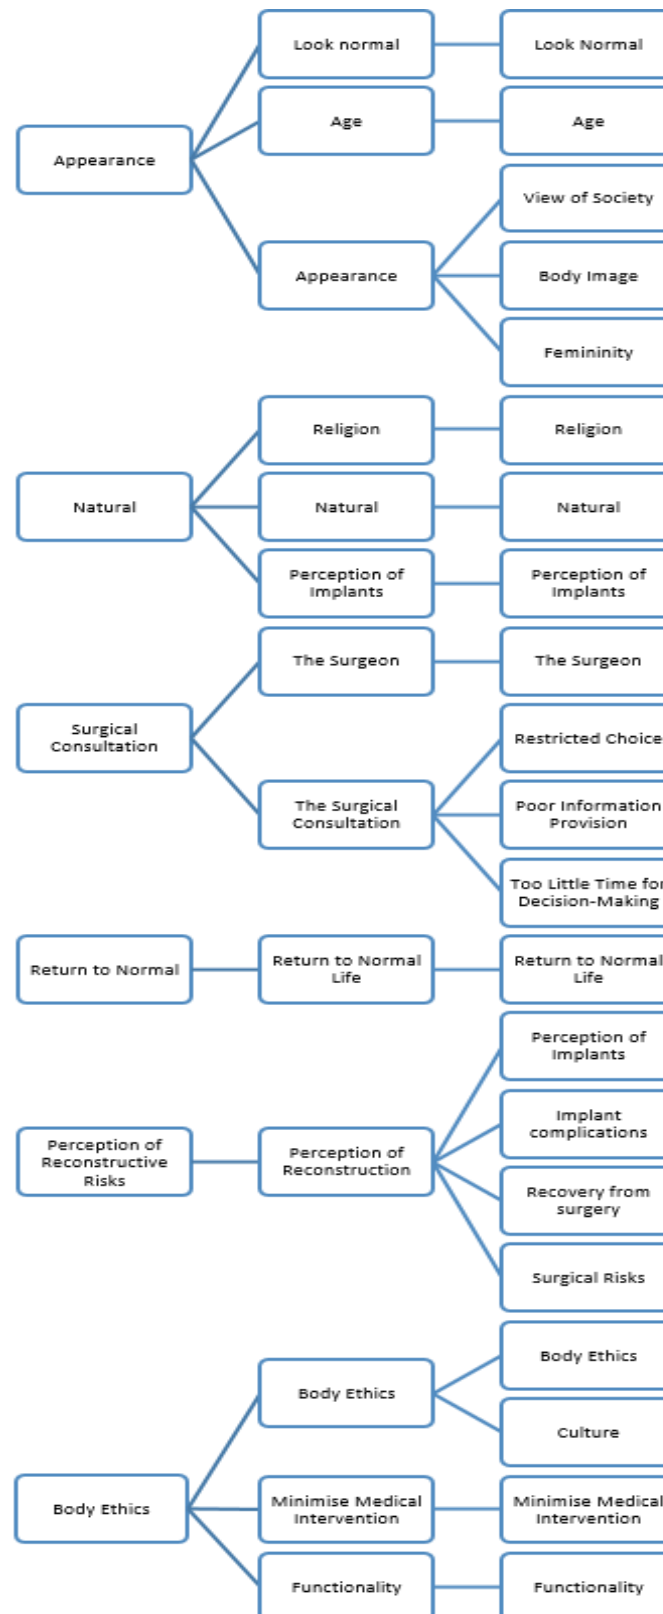 Look normal
Look Normal
Age
Age
Appearance
View of Society
Appearance
Body Image
Femininity
Religion
Religion
Natural
Natural
Natural
Perception of
Implants
Perception of
Implants
The Surgeon
The Surgeon
Surgical
Consultation
Restricted Choice
The Surgical
Consultation
Poor Information
Provision
Too Little Time for
Decision-Making
Return to Normal
Return to Normal
Life
Return to Normal
Life
Perception of
Implants
Implant
complications
Perception of
Reconstructive
Risks
Perception of
Reconstruction
Recovery from
surgery
Surgical Risks
Body Ethics
Body Ethics
Culture
Body Ethics
Minimise Medical
Intervention
Minimise Medical
Intervention
Functionality
Functionality